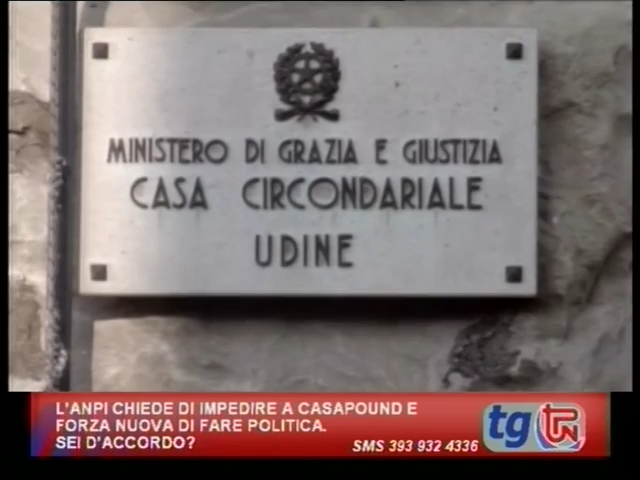 MINISTERO DI GRAZIA E GIUSTIZIA
CASA CIRCONDARIALE
UDINE
L'ANPI CHIEDE DI IMPEDIRE A CASAPOUND E
FORZA NUOVA DI FARE POLITICA.
SEI D'ACCORDO?
SMS 393 932 4336
tg TPN